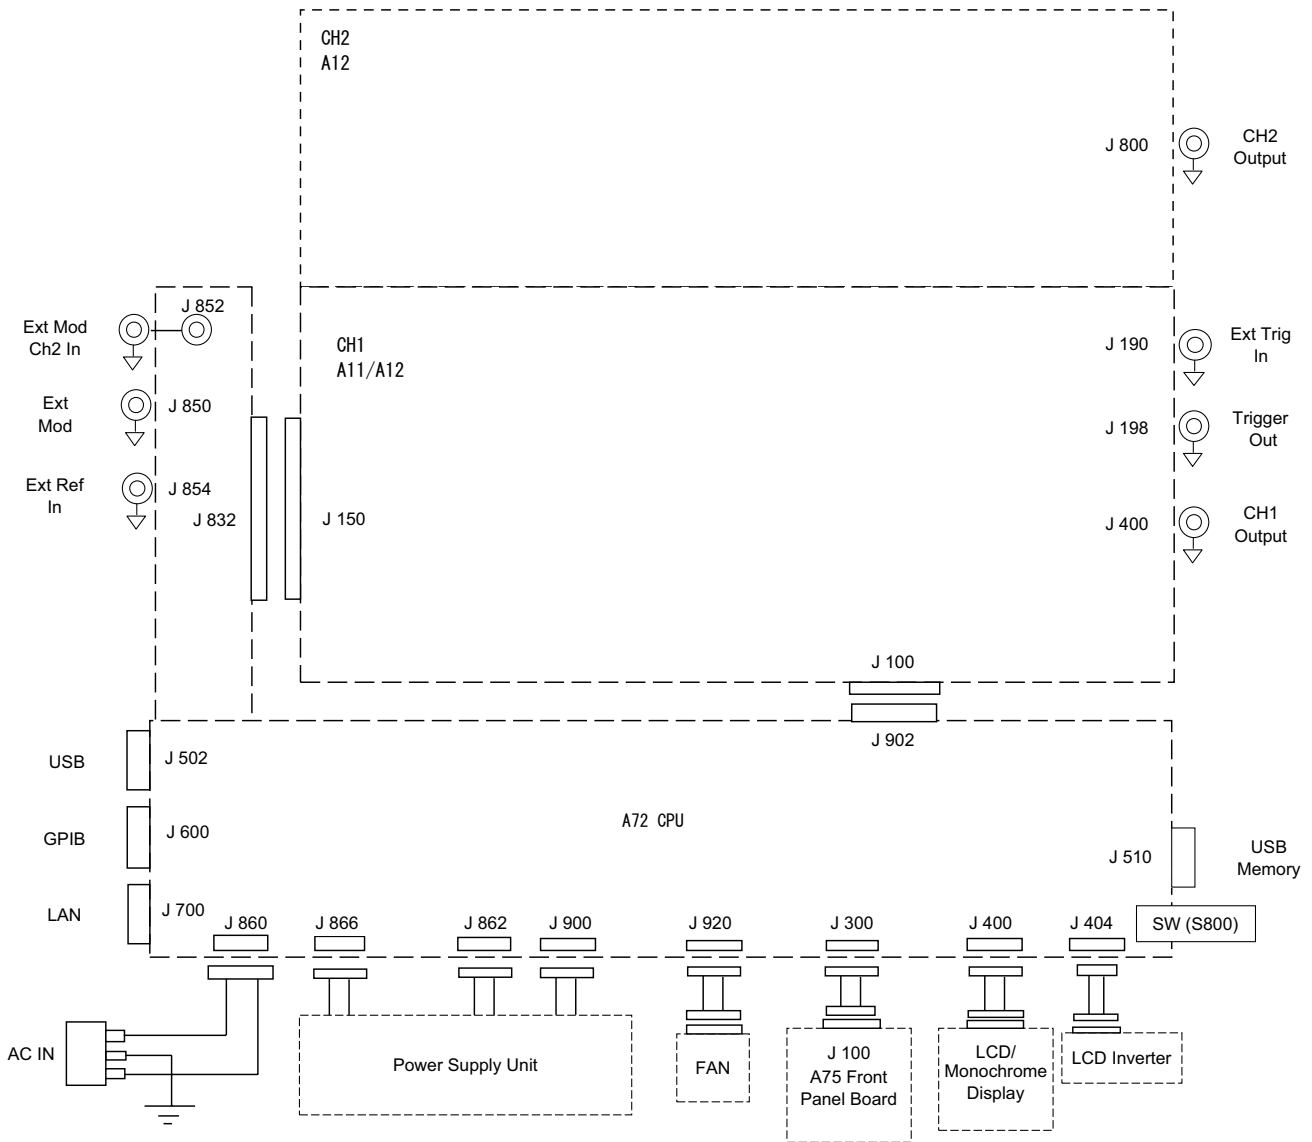 CH2
A12
J 800
CH2
Output
J 852
Ext Mod
Ch2 In
CH1
A11/A12
J 190
Ext Trig
In
Ext
Mod
J 850
J 198
Trigger
Out
Ext Ref
In
J 854
J 832
J 150
J 400
CH1
Output
J 100
J 902
USB
J 502
A72 CPU
GPIB
J 600
J 510
USB
Memory
LAN
J 700
J 860
J 866
J 862
J 900
J 920
J 300
J 400
J 404
SW (S800)
AC IN
Power Supply Unit
FAN
J 100
A75 Front
Panel Board
LCD/
Monochrome
Display
LCD Inverter